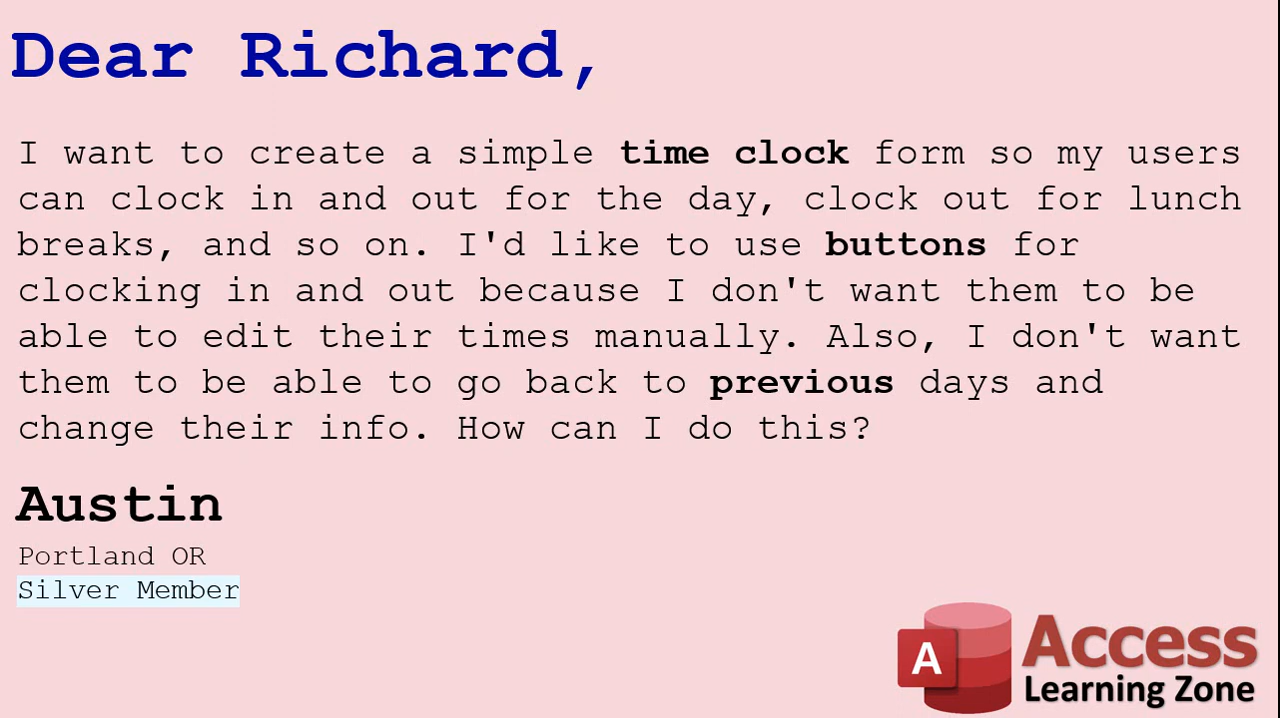 Dear Richard,
I want to create a simple time clock form so my users
can clock in and out for the day, clock out for lunch
breaks, and so on. I'd like to use buttons for
clocking in and out because I don't want them to be
able to edit their times manually. Also, I don't want
them to be able to go back to previous days and
change their info. How can I do this?
Austin
Portland OR
Silver Member
A
Access
Learning Zone